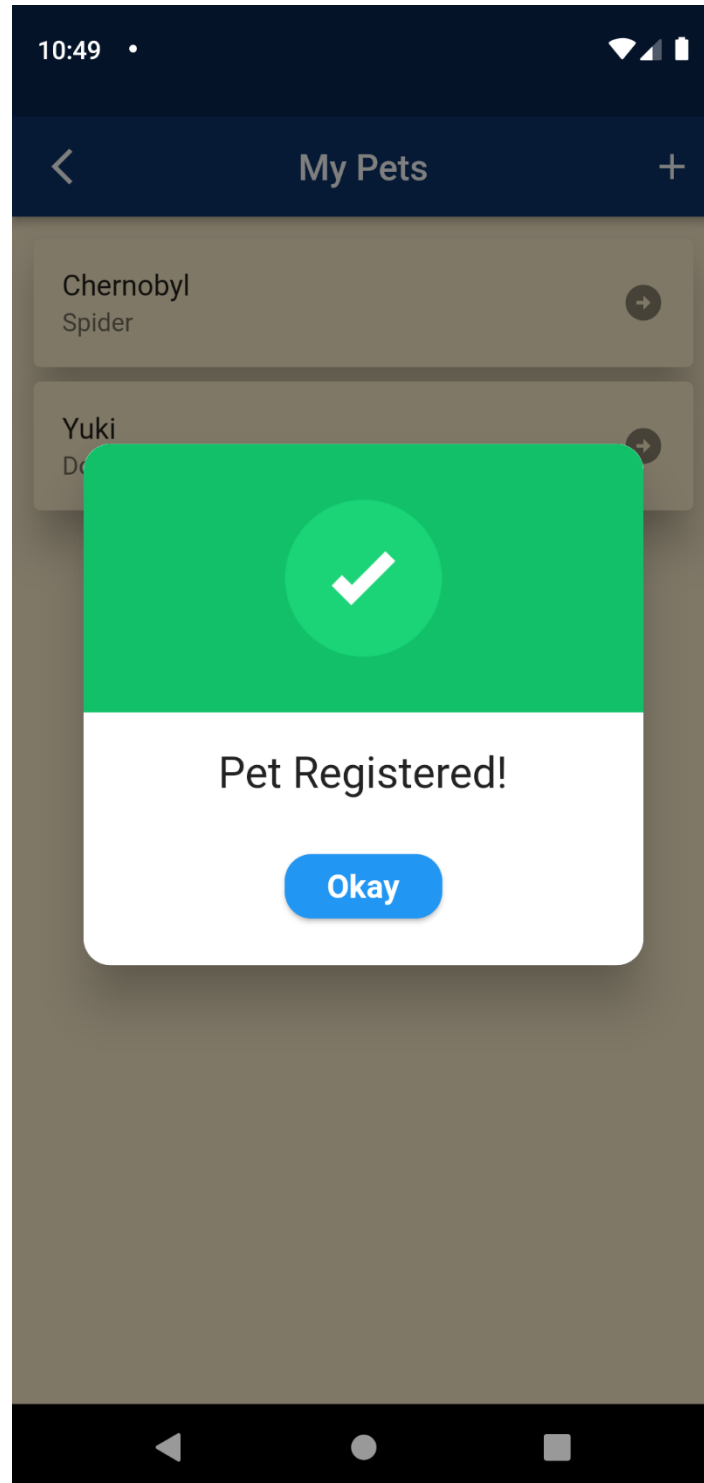 10:49
My Pets
Chernobyl
Spider
Yuki
Pet Registered!
Okay